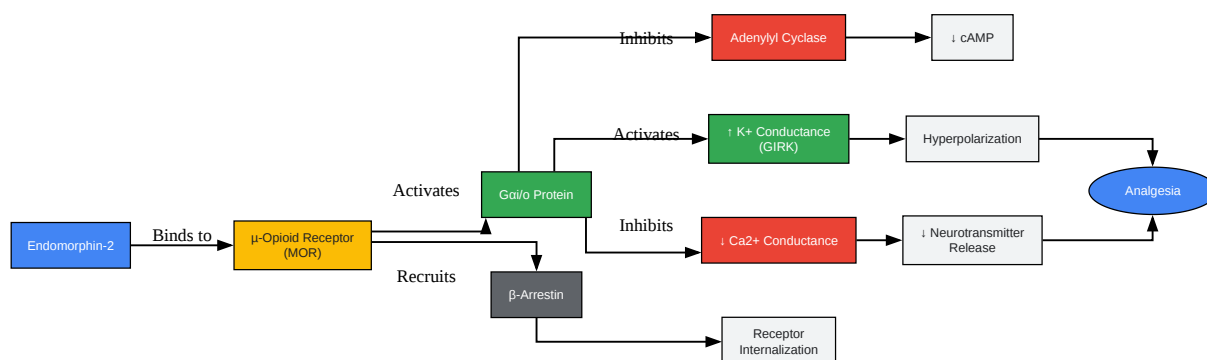 Inhibits
Adenylyl Cyclase
↓ cAMP
Activates
↑ K+ Conductance
(GIRK)
Hyperpolarization
Activates
Gαi/o Protein
Analgesia
Endomorphin-2
Binds to
μ-Opioid Receptor
(MOR)
Inhibits
↓ Ca2+ Conductance
↓ Neurotransmitter
Release
Recruits
β-Arrestin
Receptor
Internalization